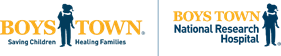 BOYS TOWN®
Saving Children Healing Families
BOYS TOWN
National Research
Hospital®